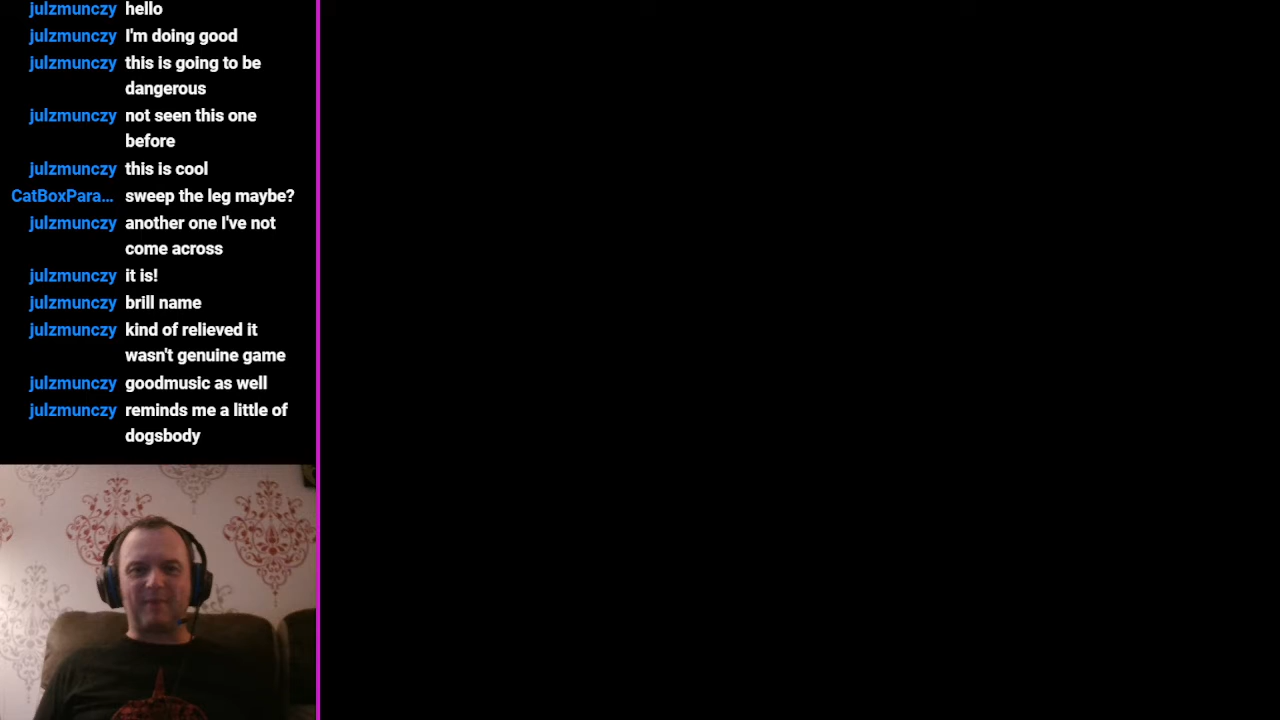 julzmunczy hello
julzmunczy I'm doing good
julzmunczy this is going to be
dangerous
julzmunczy not seen this one
before
julzmunczy this is cool
CatBoxPara... sweep the leg maybe?
julzmunczy another one I've not
come across
julzmunczy it is!
julzmunczy brill name
julzmunczy kind of relieved it
wasn't genuine game
julzmunczy goodmusic as well
julzmunczy reminds me a little of
dogsbody